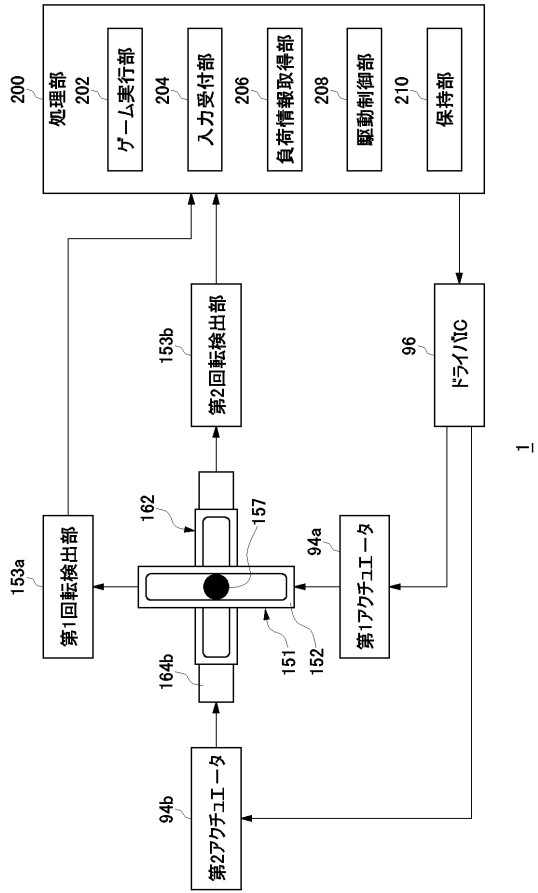 200
処理部
202
ゲーム実行部
204
入力受付部
206
負荷情報取得部
208
駆動制御部
210
保持部
153a
第1回転検出部
153b
第2回転検出部
162
157
164b
151
152
94a
第1アクチュエータ
94b
第2アクチュエータ
96
ドライバIC
1